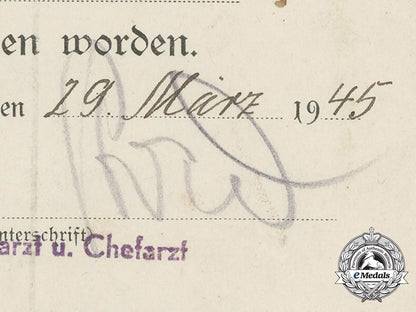 en worden.
en 29. März 1945
nterschrift)
arzt u. Chefarzt
eMedals